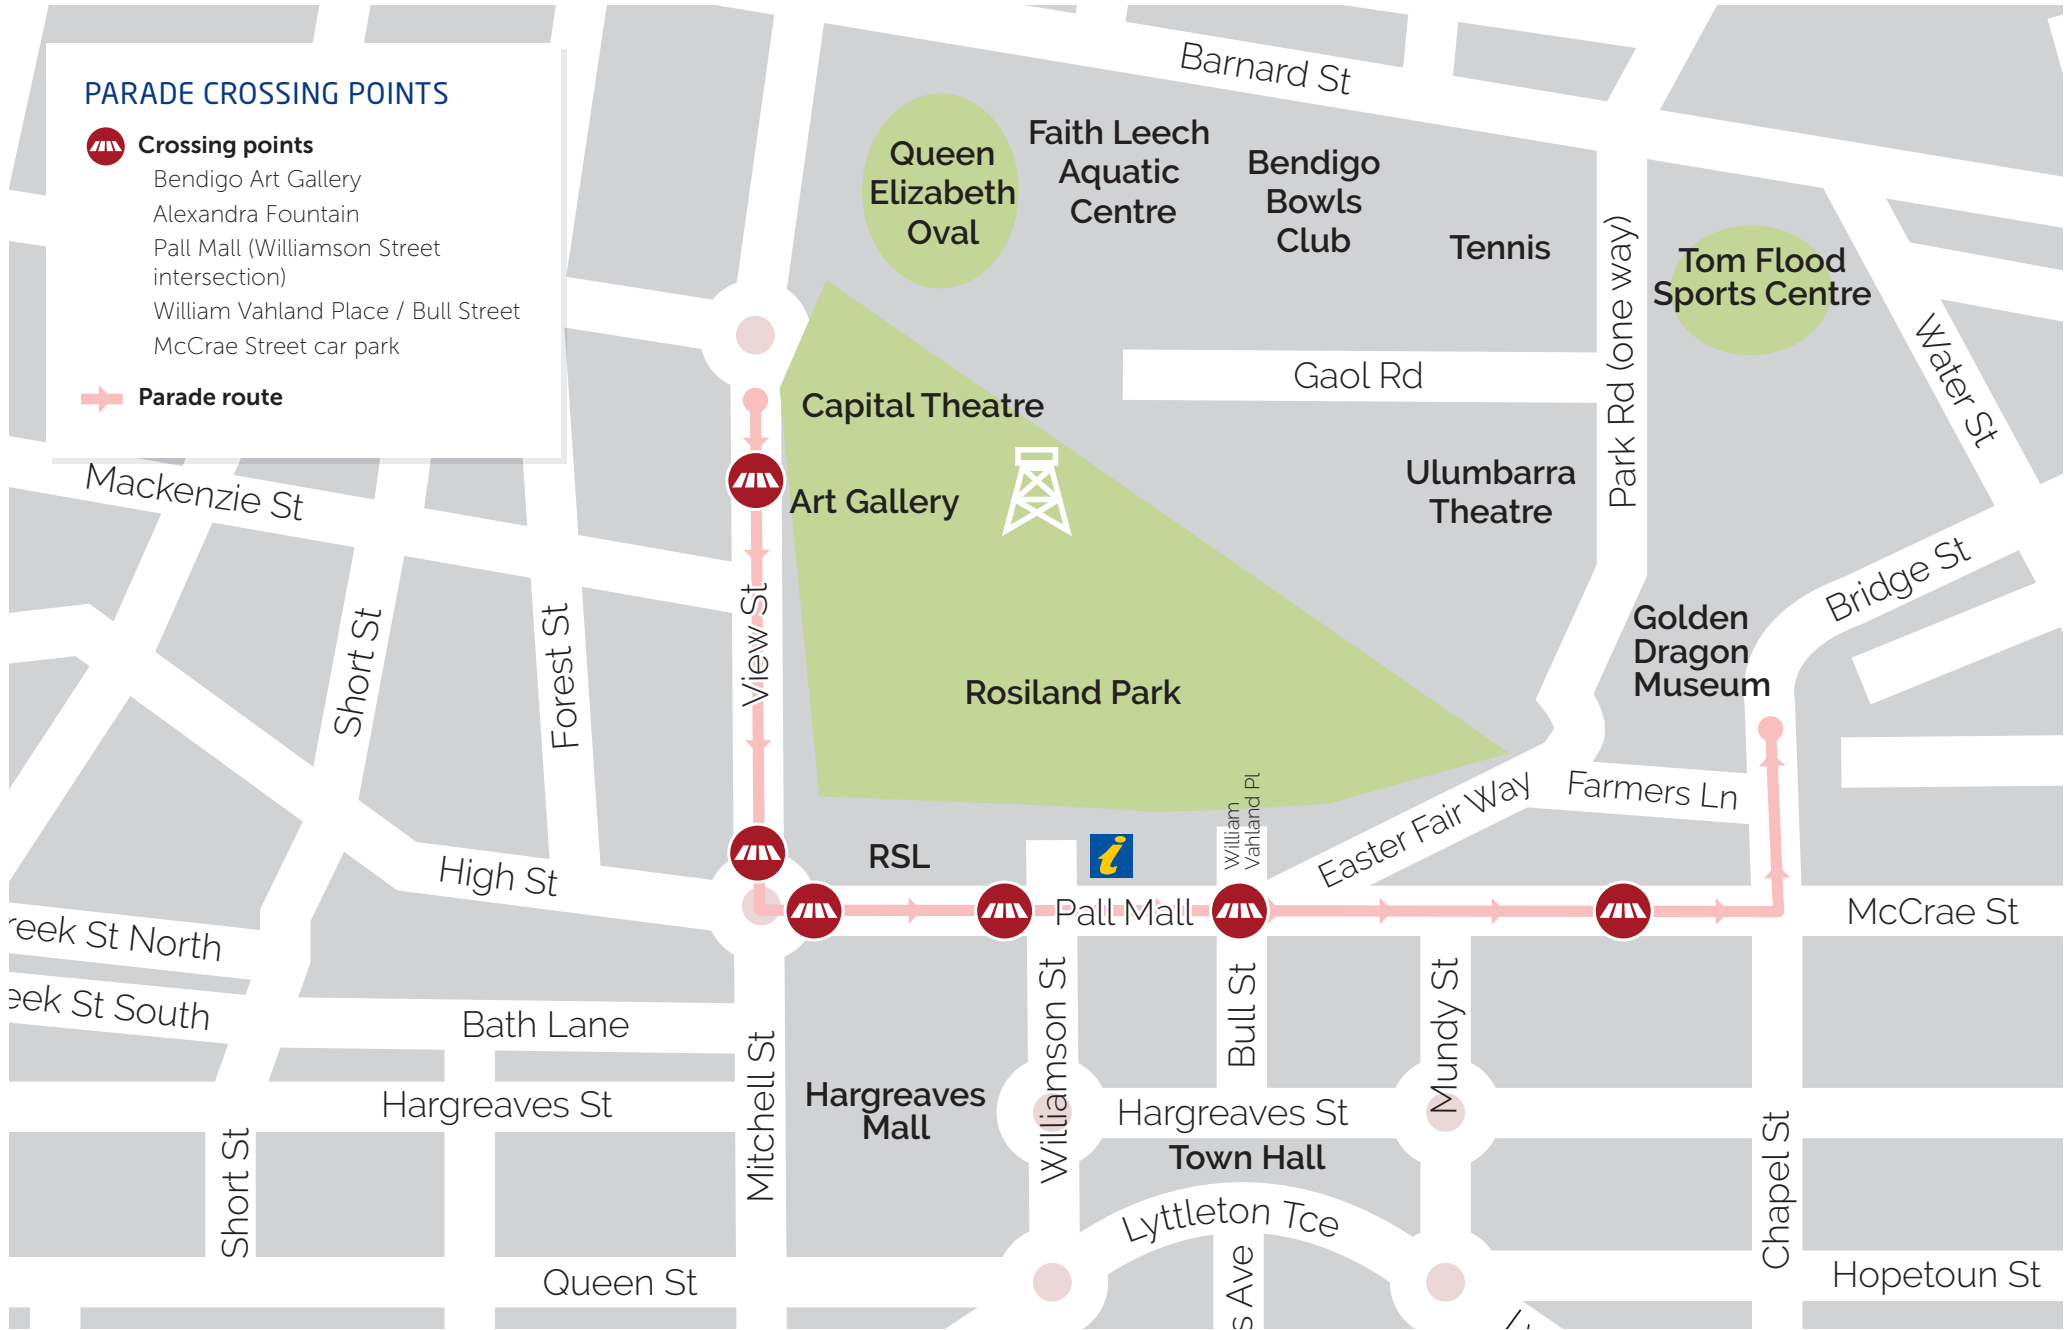 PARADE CROSSING POINTS
Crossing points
Bendigo Art Gallery
Alexandra Fountain
Pall Mall (Williamson Street
intersection)
William Vahland Place / Bull Street
McCrae Street car park
Parade route
Barnard St
Queen
Elizabeth
Oval
Faith Leech
Aquatic
Centre
Bendigo
Bowls
Club
Tennis
Park Rd (one way)
Tom Flood
Sports Centre
Water St
Gaol Rd
Capital Theatre
Art Gallery
Ulumbarra
Theatre
Mackenzie St
Short St
Forest St
View St
Rosiland Park
Golden
Dragon
Museum
Bridge St
William
Vahland Pl
Easter Fair Way
Farmers Ln
RSL
i
High St
Pall Mall
McCrae St
reek St North
eek St South
Bath Lane
Mitchell St
Williamson St
Bull St
Mundy St
Hargreaves St
Hargreaves
Mall
Hargreaves St
Town Hall
Short St
Chapel St
Lyttleton Tce
Queen St
s Ave
Hopetoun St